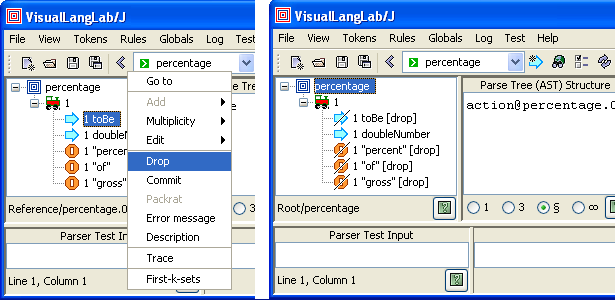 VisualLangLab/J
File View Tokens Rules Globals
percentage
percentage
1
1 toBe
1 doubleNumber
1 "percent"
1 "of"
1 "gross"
Go to
Add
Multiplicity
Edit
Drop
Commit
Packrat
Error message
Description
Trace
First-k-sets
Tree
Reference/percentage.0
3
Parser Test In
Line 1, Column 1
VisualLangLab/J
File View Tokens Rules Globals Log Test
percentage
percentage
1
1 toBe [drop]
1 doubleNumber
1 "percent" [drop]
1 "of" [drop]
1 "gross" [drop]
Parse Tree (AST) Structure
action@percentage.0
Root/percentage
1 3 § ∞
Parser Test Input
Line 1, Column 1